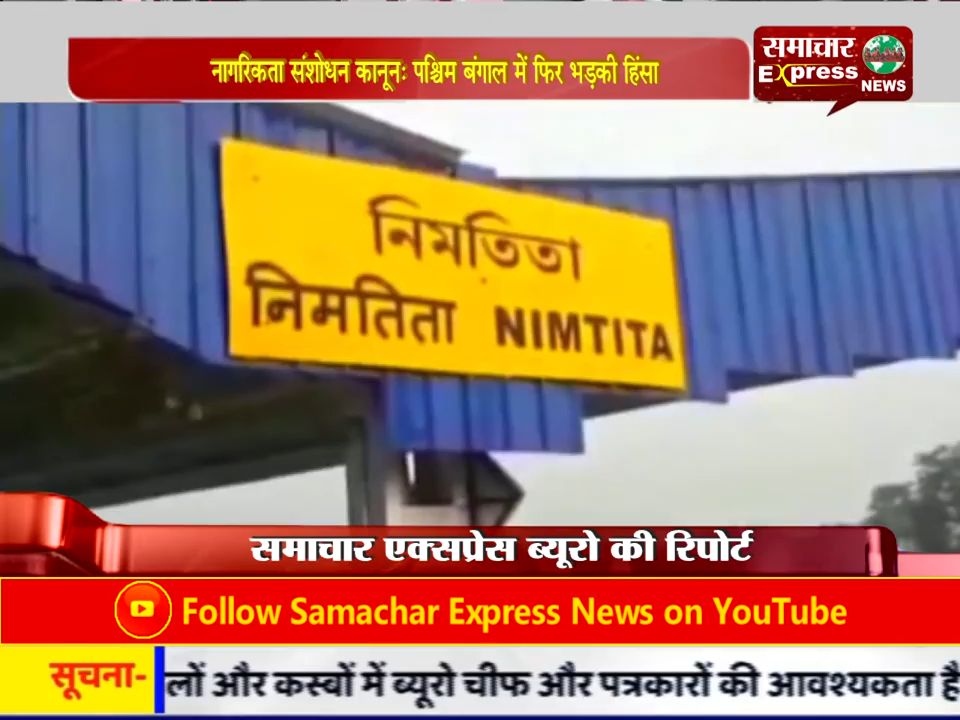 नागरिकता संशोधन कानूनः पश्चिम बंगाल में फिर भड़की हिंसा
समाचार
Express
NEWS
নিমতিতা
निमतिता NIMTITA
समाचार एक्सप्रेस ब्यूरो की रिपोर्ट
Follow Samachar Express News on YouTube
सूचना- लों और कस्बों में ब्यूरो चीफ और पत्रकारों की आवश्यकता है